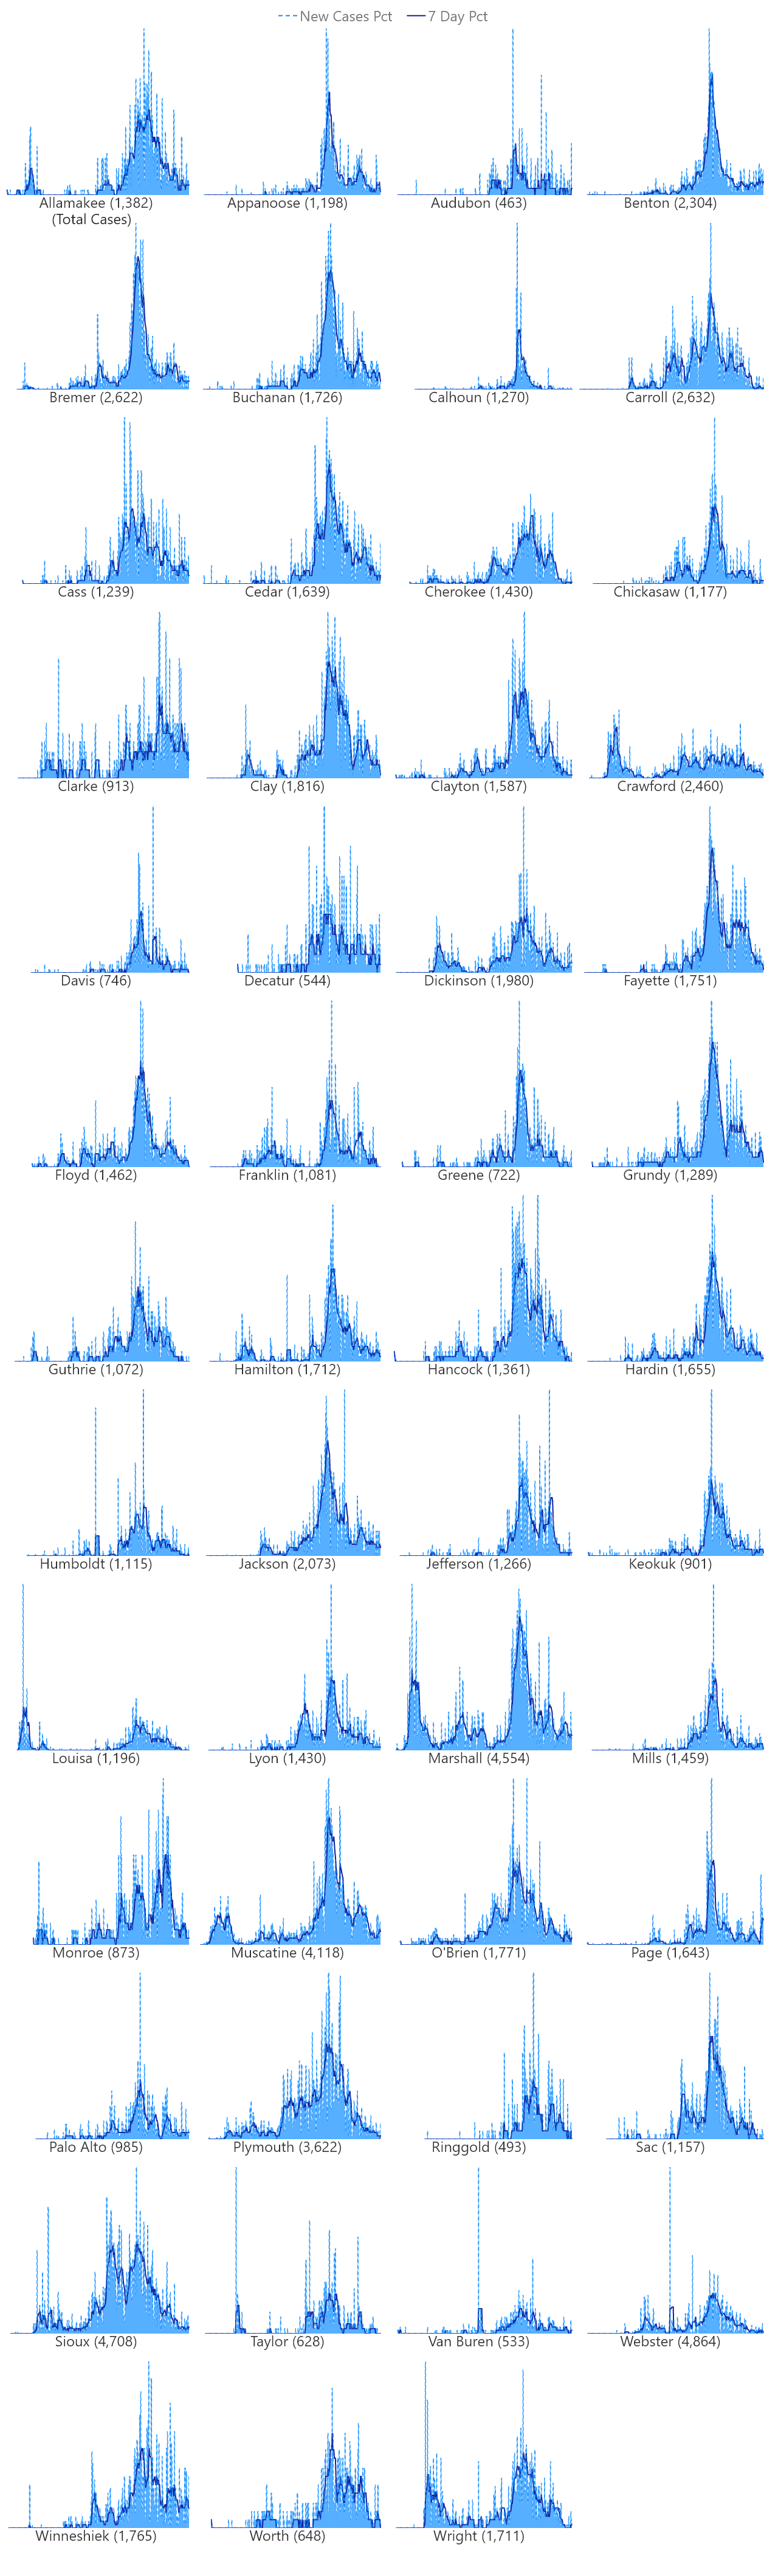 New Cases Pct 7 Day Pct
Allamakee (1,382) Appanoose (1,198) Audubon (463) Benton (2,304)
(Total Cases)
Bremer (2,622) Buchanan (1,726) Calhoun (1,270) Carroll (2,632)
Cass (1,239) Cedar (1,639) Cherokee (1,430) Chickasaw (1,177)
Clarke (913) Clay (1,816) Clayton (1,587) Crawford (2,460)
Davis (746) Decatur (544) Dickinson (1,980) Fayette (1,751)
Floyd (1,462) Franklin (1,081) Greene (722) Grundy (1,289)
Guthrie (1,072) Hamilton (1,712) Hancock (1,361) Hardin (1,655)
Humboldt (1,115) Jackson (2,073) Jefferson (1,266) Keokuk (901)
Louisa (1,196) Lyon (1,430) Marshall (4,554) Mills (1,459)
Monroe (873) Muscatine (4,118) O'Brien (1,771) Page (1,643)
Palo Alto (985) Plymouth (3,622) Ringgold (493) Sac (1,157)
Sioux (4,708) Taylor (628) Van Buren (533) Webster (4,864)
Winneshiek (1,765) Worth (648) Wright (1,711)